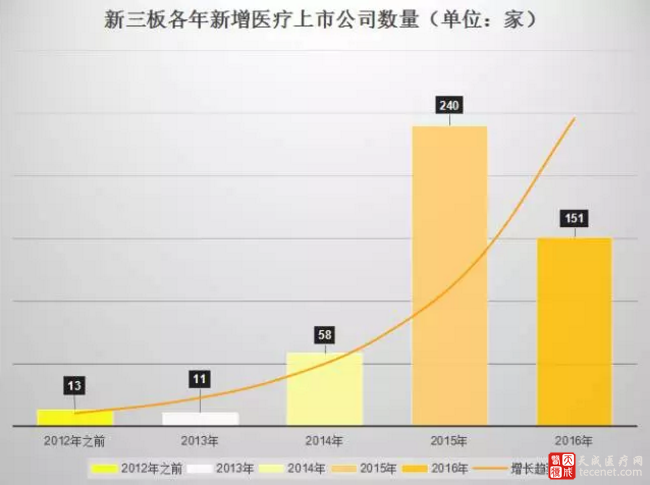 新三板各年新增医疗上市公司数量（单位：家）
240
151
58
13
11
2012年之前 2013年 2014年 2015年 2016年
2012年之前 2013年 2014年 2015年 2016年 增长趋
天成医疗网
tecenet.com